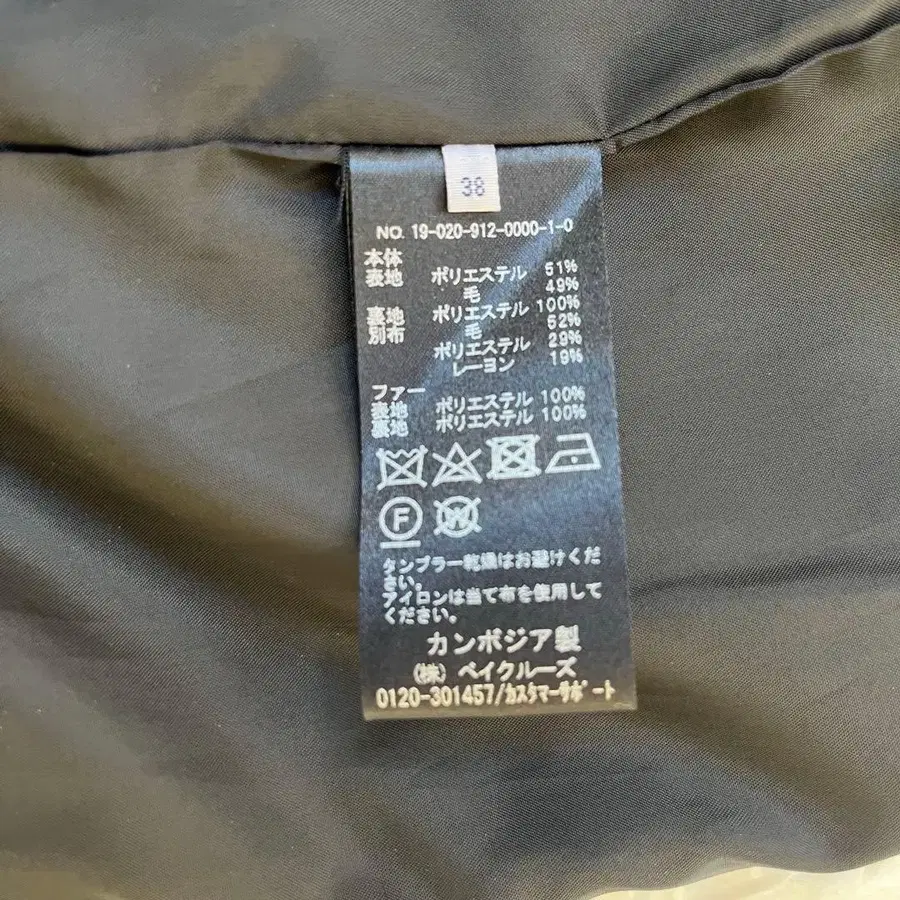 38
NO. 19-020-912-0000-1-0
本体
表地 ポリエステル 51%
毛 49%
裏地 ポリエステル 100%
別布 毛 52%
ポリエステル 29%
レーヨン 19%
ファー
表地 ポリエステル 100%
裏地 ポリエステル 100%
F W
タンブラー乾燥はお避けくだ
さい。
アイロンは当て布を使用して
ください。
カンボジア製
(株) ベイクルーズ
0120-301457/カスタマーサポート